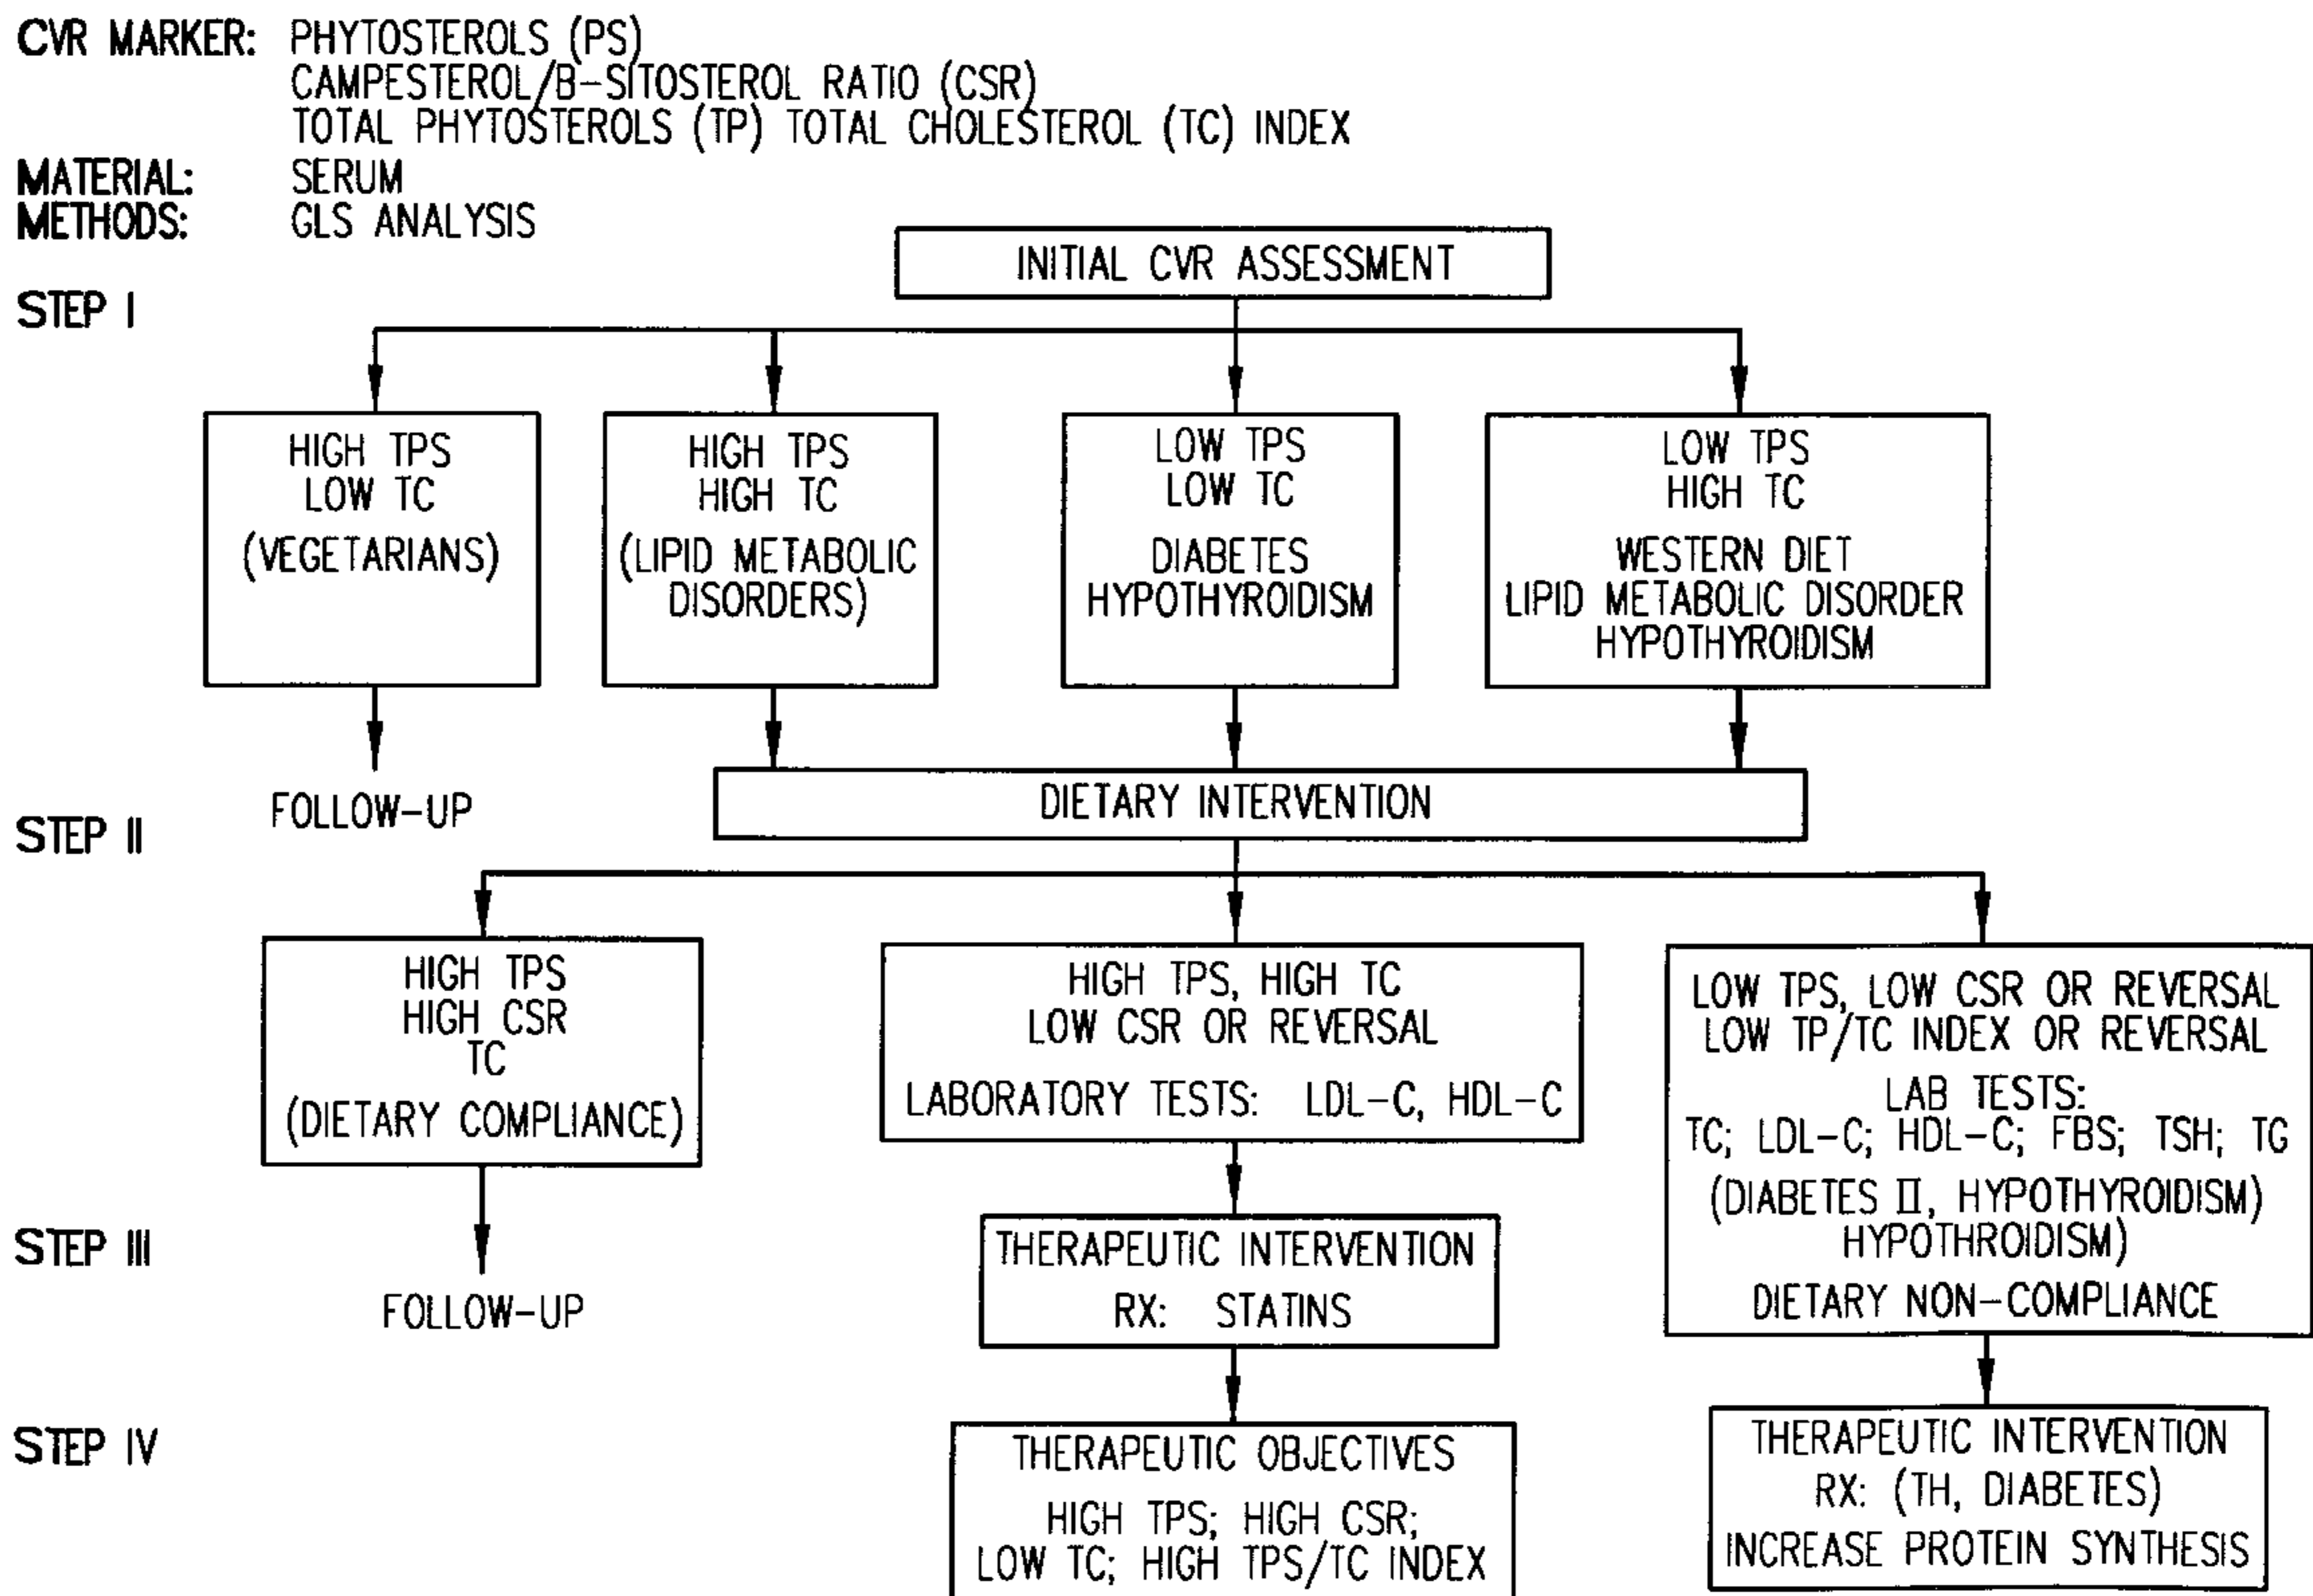 CVR MARKER: PHYTOSTEROLS (PS)
CAMPESTEROL/B-SITOSTEROL RATIO (CSR)
TOTAL PHYTOSTEROLS (TP) TOTAL CHOLESTEROL (TC) INDEX
MATERIAL: SERUM
METHODS: GLS ANALYSIS
INITIAL CVR ASSESSMENT
STEP I
HIGH TPS
LOW TC
(VEGETARIANS)
HIGH TPS
HIGH TC
(LIPID METABOLIC
DISORDERS)
LOW TPS
LOW TC
DIABETES
HYPOTHYROIDISM
LOW TPS
HIGH TC
WESTERN DIET
LIPID METABOLIC DISORDER
HYPOTHYROIDISM
FOLLOW-UP
DIETARY INTERVENTION
STEP II
HIGH TPS
HIGH CSR
TC
(DIETARY COMPLIANCE)
HIGH TPS, HIGH TC
LOW CSR OR REVERSAL
LABORATORY TESTS: LDL-C, HDL-C
LOW TPS, LOW CSR OR REVERSAL
LOW TP/TC INDEX OR REVERSAL
LAB TESTS:
TC; LDL-C; HDL-C; FBS; TSH; TG
(DIABETES II, HYPOTHYROIDISM)
HYPOTHROIDISM)
DIETARY NON-COMPLIANCE
STEP III
FOLLOW-UP
THERAPEUTIC INTERVENTION
RX: STATINS
STEP IV
THERAPEUTIC OBJECTIVES
HIGH TPS; HIGH CSR;
LOW TC; HIGH TPS/TC INDEX
THERAPEUTIC INTERVENTION
RX: (TH, DIABETES)
INCREASE PROTEIN SYNTHESIS